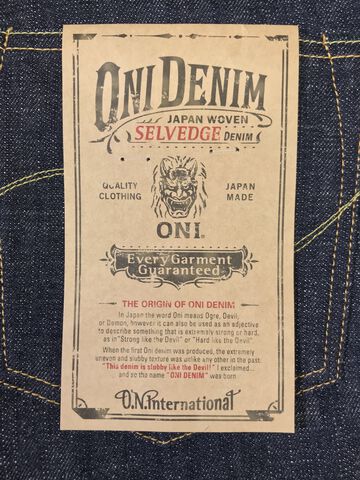 ONI DENIM
JAPAN WOVEN
SELVEDGE DENIM
QUALITY CLOTHING
JAPAN MADE
ONI
Every Garment
Guaranteed
THE ORIGIN OF ONI DENIM
In Japan the word Oni means Ogre, Devil,
or Demon, however it can also be used as an adjective
to describe something that is extremely strong or hard,
as in "Strong like the Devil" or "Hard like the Devil"
When the first Oni denim was produced, the extremely
uneven and slubby texture was unlike any other in the past.
"This denim is slubby like the Devil!" I exclaimed...
and so the name "ONI DENIM" was born
O.N.International